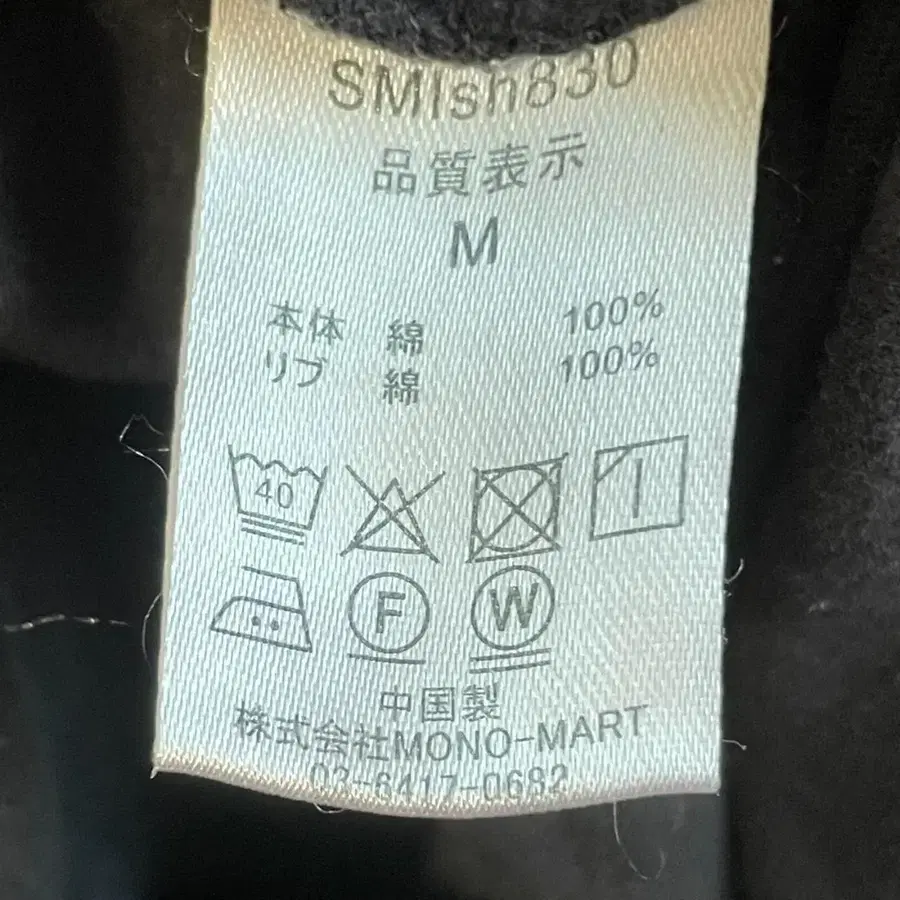 SMIsh830
品質表示
M
本体 綿 100%
リブ 綿 100%
40
F W
中国製
株式会社MONO-MART
03-6417-0682